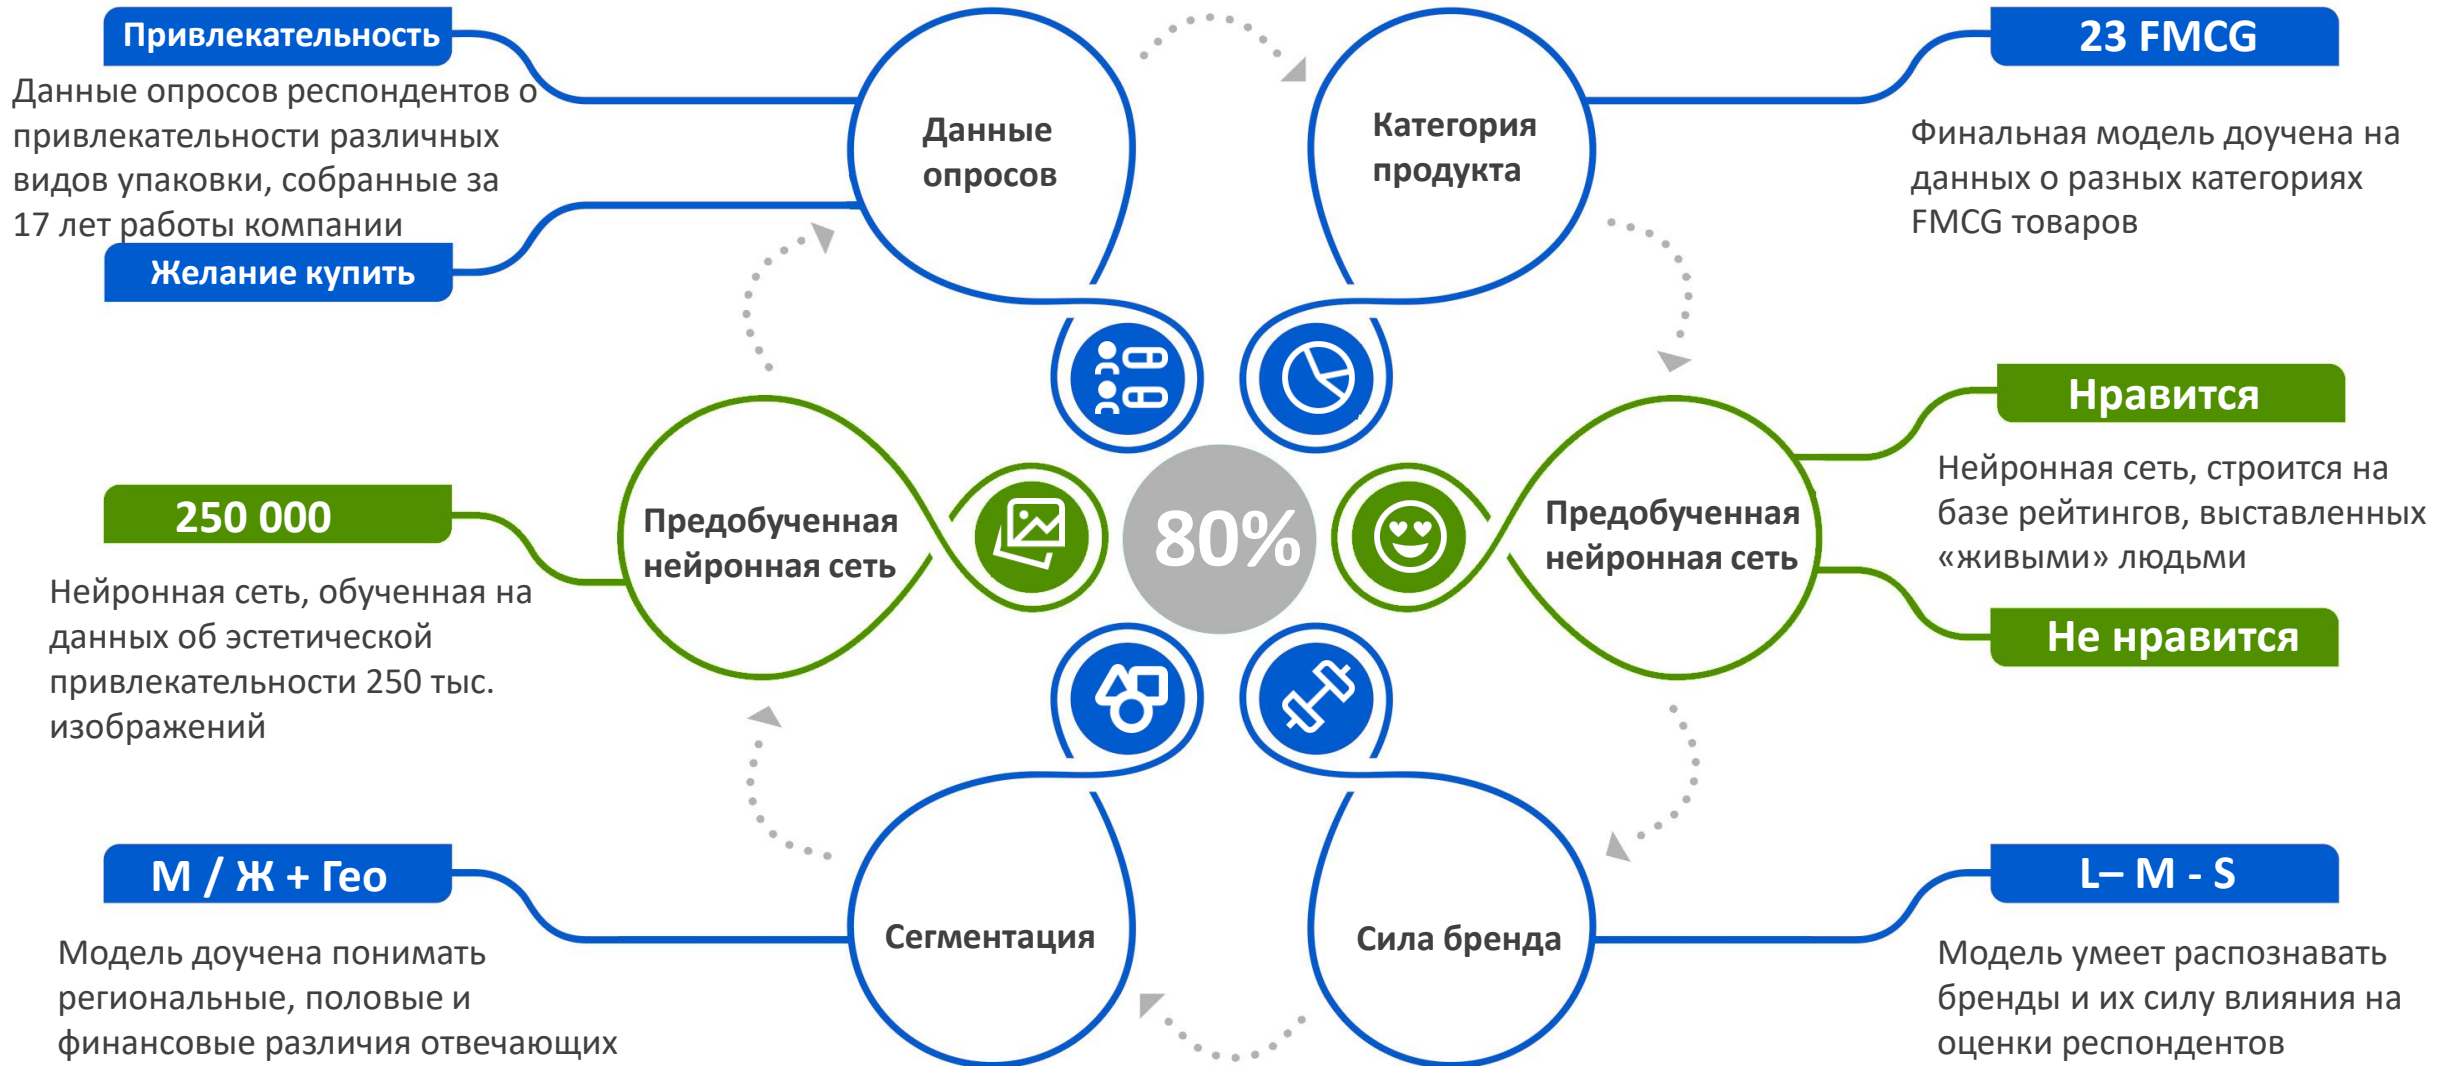 Привлекательность
Данные опросов респондентов о
привлекательности различных
видов упаковки, собранные за
17 лет работы компании
Желание купить
Данные
опросов
Категория
продукта
23 FMCG
Финальная модель доучена на
данных о разных категориях
FMCG товаров
250 000
Нейронная сеть, обученная на
данных об эстетической
привлекательности 250 тыс.
изображений
Предобученная
нейронная сеть
80%
Предобученная
нейронная сеть
Нравится
Нейронная сеть, строится на
базе рейтингов, выставленных
«живыми» людьми
Не нравится
М / Ж + Гео
Модель доучена понимать
региональные, половые и
финансовые различия отвечающих
Сегментация
Сила бренда
L– M - S
Модель умеет распознавать
бренды и их силу влияния на
оценки респондентов